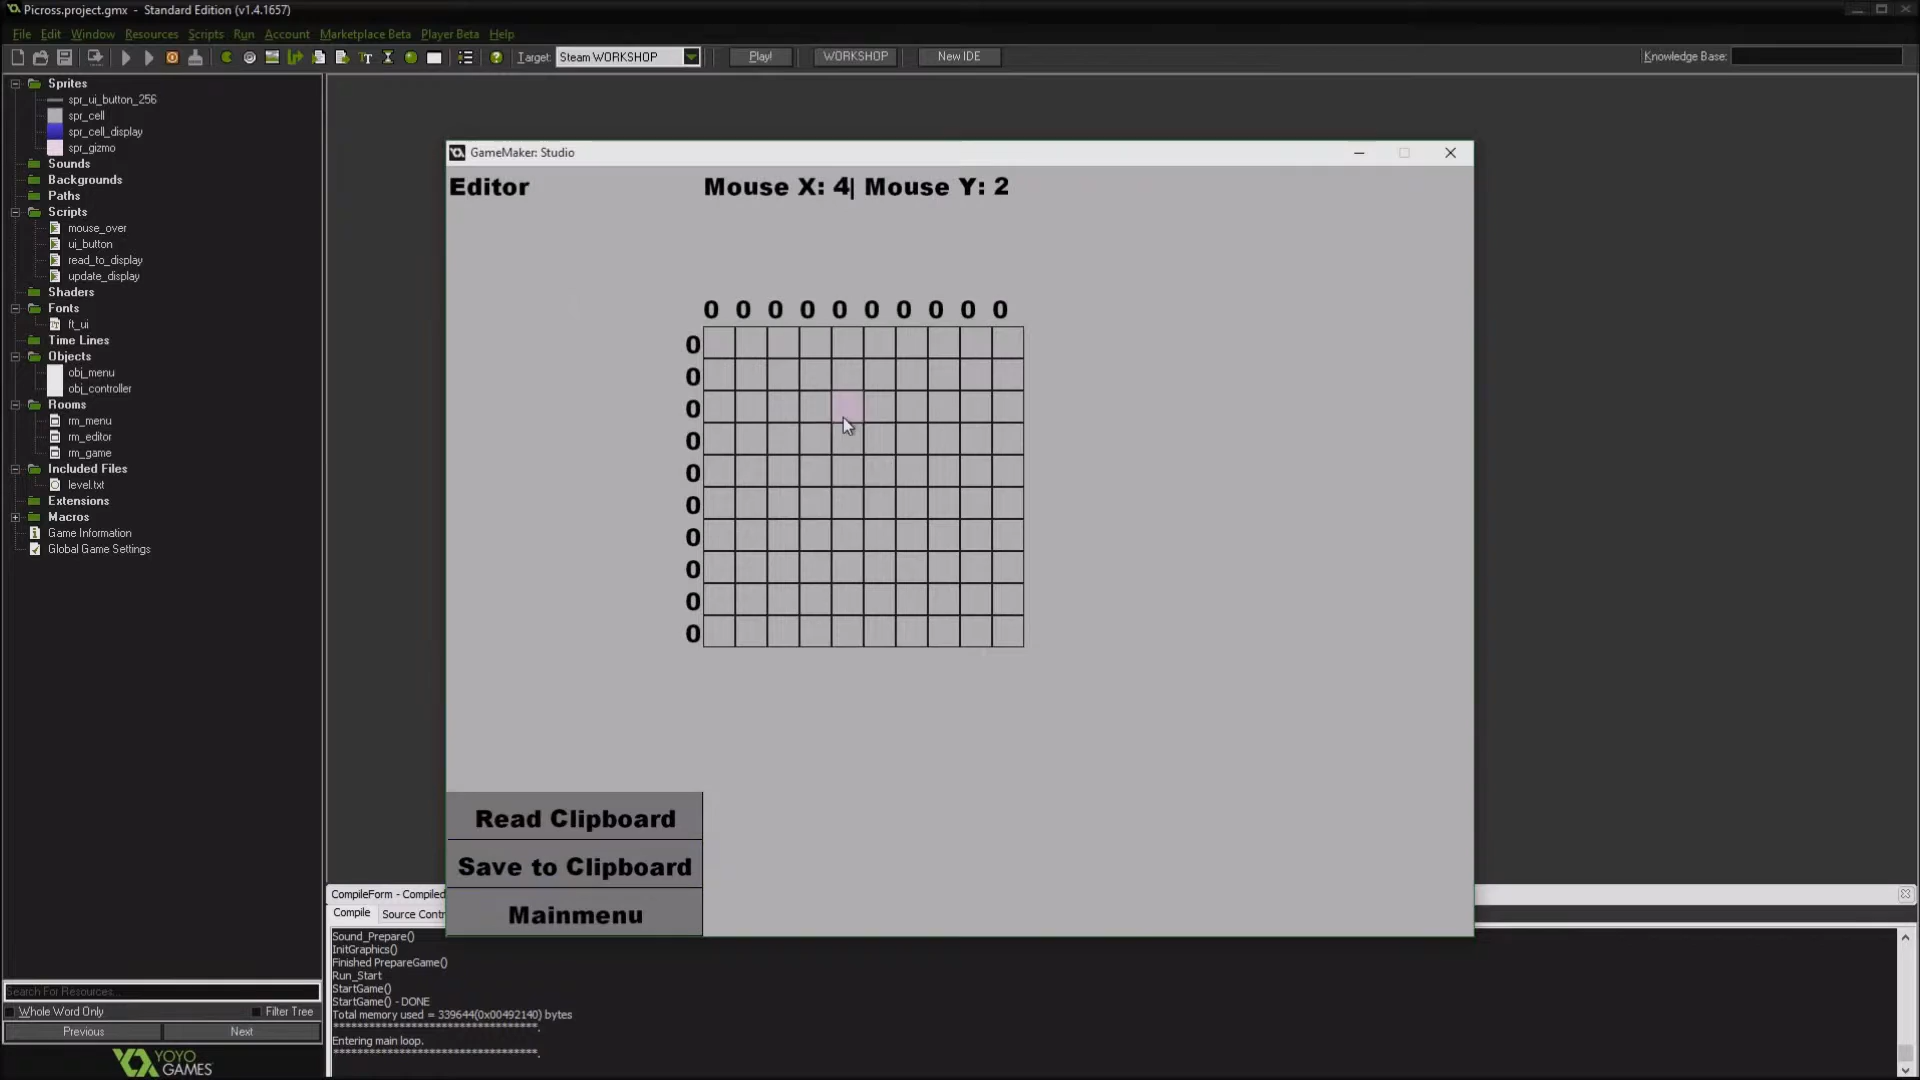 Picross.project.gmx - Standard Edition (v1.4.1657)
File Edit Window Resources Scripts Run Account Marketplace Beta Player Beta Help
Target: Steam WORKSHOP Play! WORKSHOP New IDE Knowledge Base:
Sprites
spr_ui_button_256
spr_cell
spr_cell_display
spr_gizmo
Sounds
Backgrounds
Paths
Scripts
mouse_over
ui_button
read_to_display
update_display
Shaders
Fonts
ft_ui
Time Lines
Objects
obj_menu
obj_controller
Rooms
rm_menu
rm_editor
rm_game
Included Files
level.txt
Extensions
Macros
Game Information
Global Game Settings
Search For Resources...
Whole Word Only Filter Tree
Previous Next
YOYO
GAMES
GameMaker: Studio
Editor Mouse X: 4| Mouse Y: 2
0 0 0 0 0 0 0 0 0 0
0
0
0
0
0
0
0
0
0
0
Read Clipboard
Save to Clipboard
Mainmenu
CompileForm - Compiled
Compile Source Contr
Sound_Prepare()
InitGraphics()
Finished PrepareGame()
Run_Start
StartGame()
StartGame() - DONE
Total memory used = 339644(0x00492140) bytes
**********************************.
Entering main loop.
**********************************.